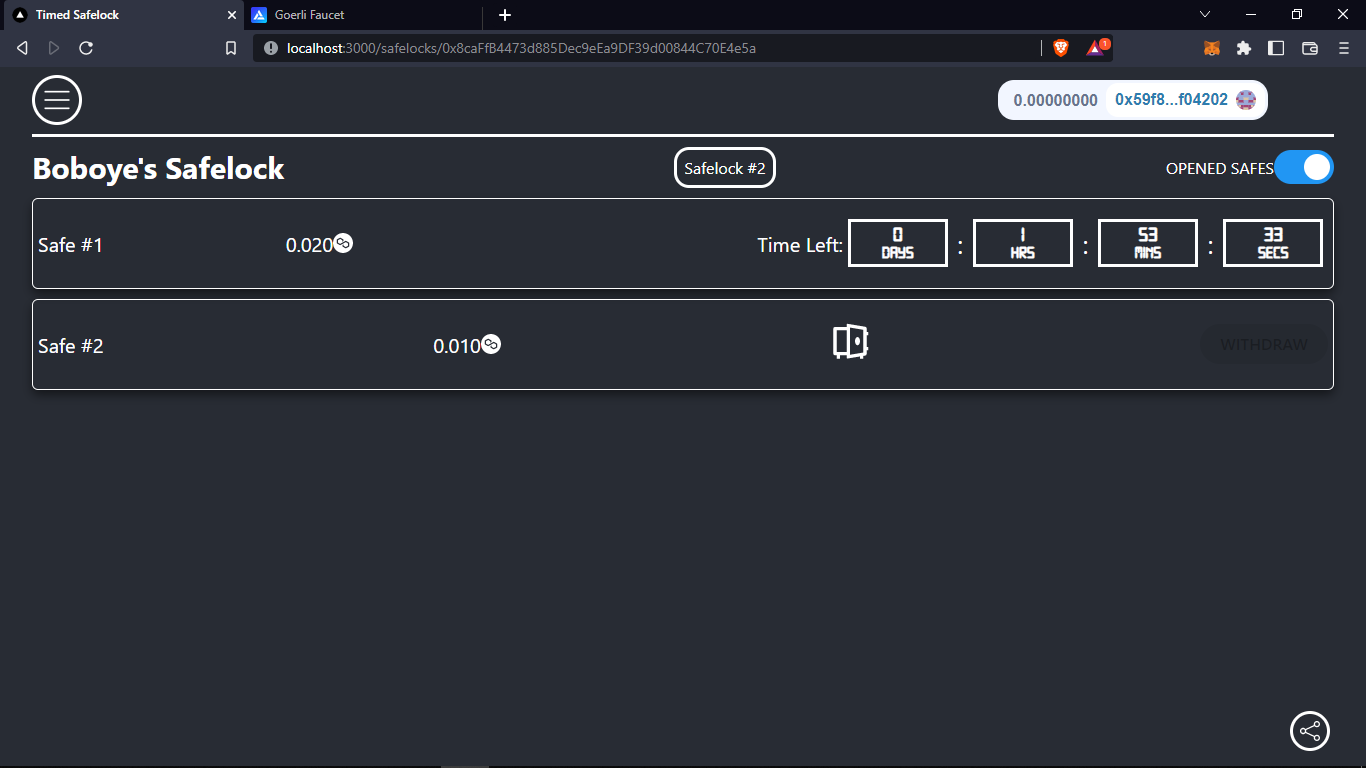 Timed Safelock
Goerli Faucet
localhost:3000/safelocks/0x8caFfB4473d885Dec9eEa9DF39d00844C70E4e5a
1
0.00000000 0x59f8...f04202
Boboye's Safelock
Safelock #2
OPENED SAFES
Safe #1
0.020
Time Left:
0
DAYS
:
1
HRS
:
53
MINS
:
33
SECS
Safe #2
0.010
WITHDRAW